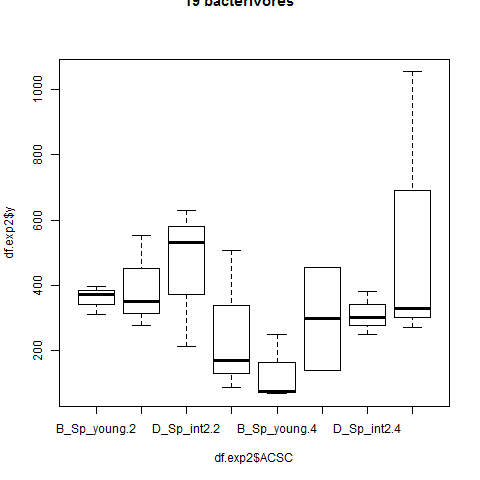 19 bacterivores
1000
800
600
400
200
df.exp2$y
B_Sp_young.2 D_Sp_int2.2 B_Sp_young.4 D_Sp_int2.4
df.exp2$ACSC